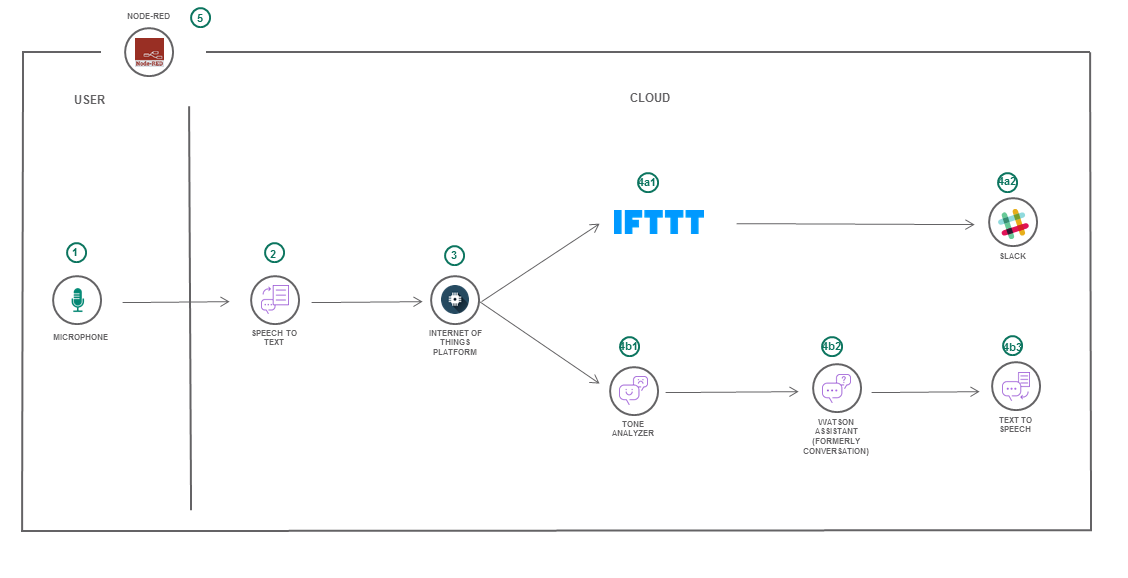 NODE-RED
5
Node-RED
USER
CLOUD
4a1
4a2
IFTTT
SLACK
1
2
3
MICROPHONE
SPEECH TO
TEXT
INTERNET OF
THINGS
PLATFORM
4b1
4b2
4b3
TONE
ANALYZER
WATSON
ASSISTANT
(FORMERLY
CONVERSATION)
TEXT TO
SPEECH